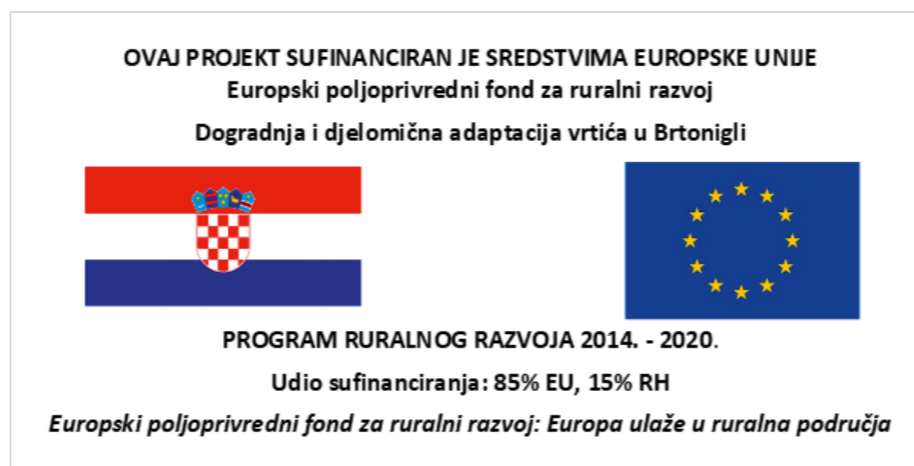 OVAJ PROJEKT SUFINANCIRAN JE SREDSTVIMA EUROPSKE UNIJE
Europski poljoprivredni fond za ruralni razvoj
Dogradnja i djelomična adaptacija vrtića u Brtonigli
PROGRAM RURALNOG RAZVOJA 2014. - 2020.
Udio sufinanciranja: 85% EU, 15% RH
Europski poljoprivredni fond za ruralni razvoj: Europa ulaže u ruralna područja